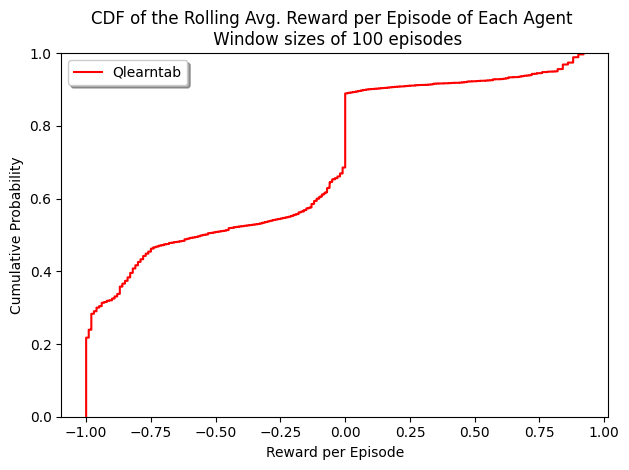 CDF of the Rolling Avg. Reward per Episode of Each Agent
Window sizes of 100 episodes
Qlearntab
Cumulative Probability
1.0
0.8
0.6
0.4
0.2
0.0
−1.00 −0.75 −0.50 −0.25 0.00 0.25 0.50 0.75 1.00
Reward per Episode